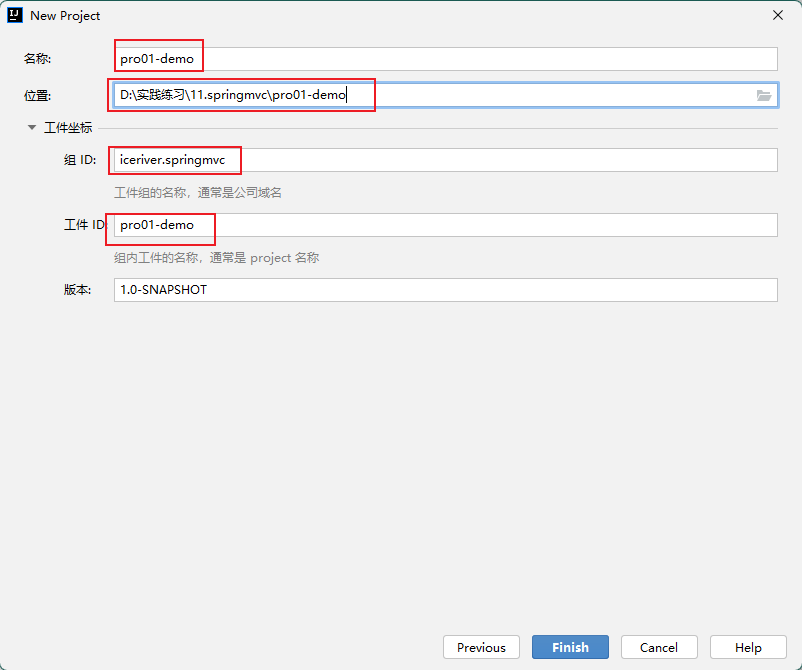 New Project
名称: pro01-demo
位置: D:\实践练习\11.springmvc\pro01-demo
工件坐标
组 ID: iceriver.springmvc
工件组的名称，通常是公司域名
工件 ID: pro01-demo
组内工件的名称，通常是 project 名称
版本: 1.0-SNAPSHOT
Previous Finish Cancel Help